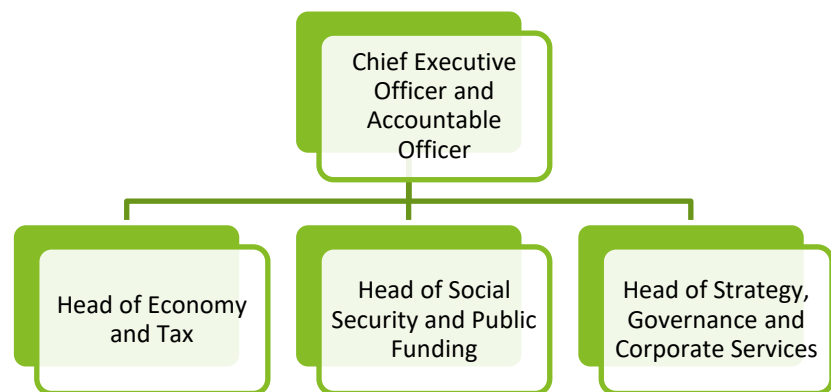 Chief Executive
Officer and
Accountable
Officer
Head of Economy
and Tax
Head of Social
Security and Public
Funding
Head of Strategy,
Governance and
Corporate Services